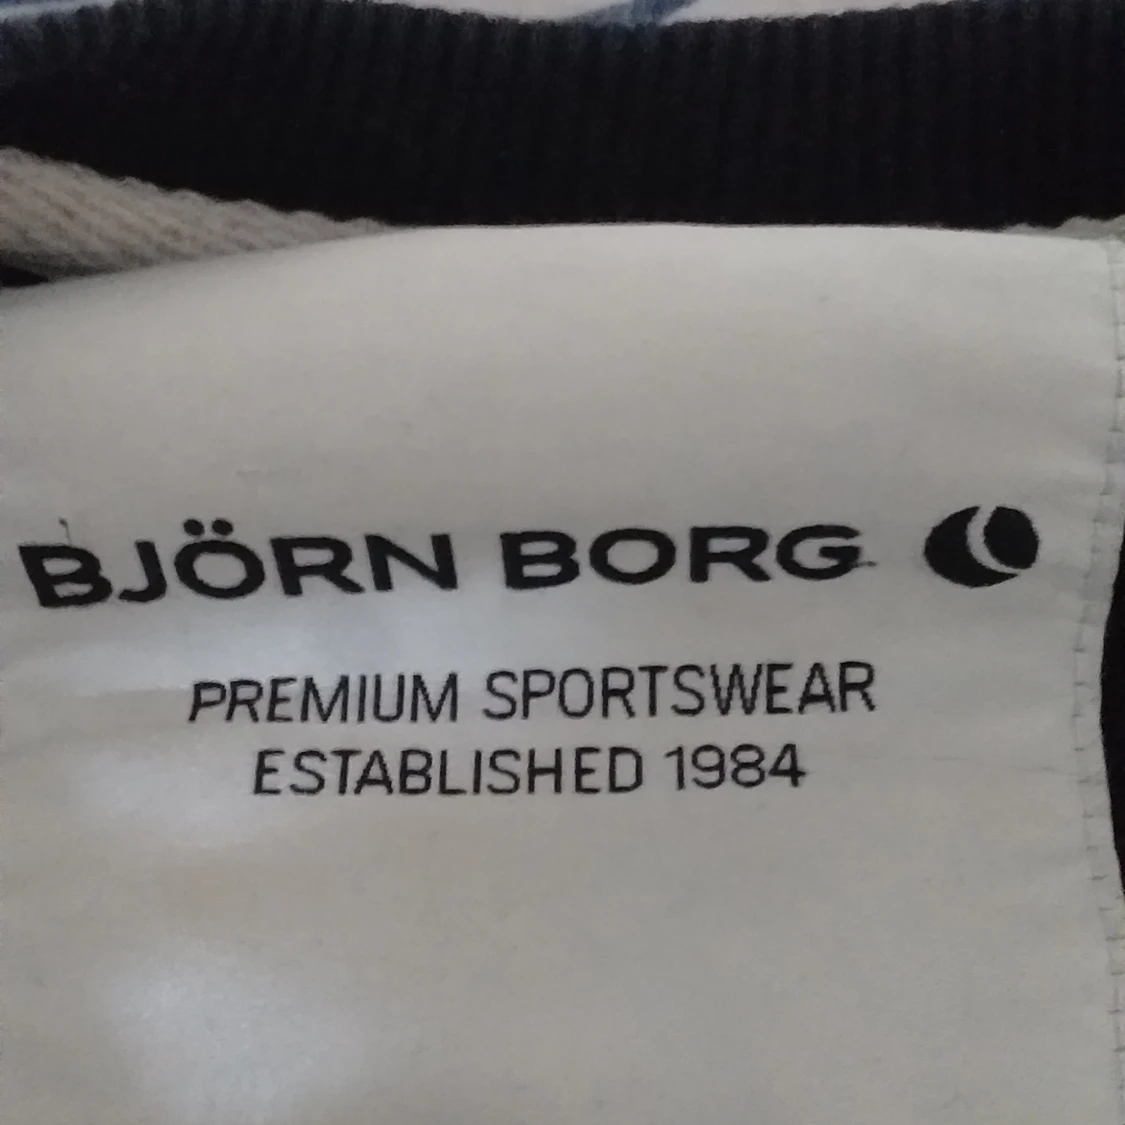 BJÖRN BORG
PREMIUM SPORTSWEAR
ESTABLISHED 1984